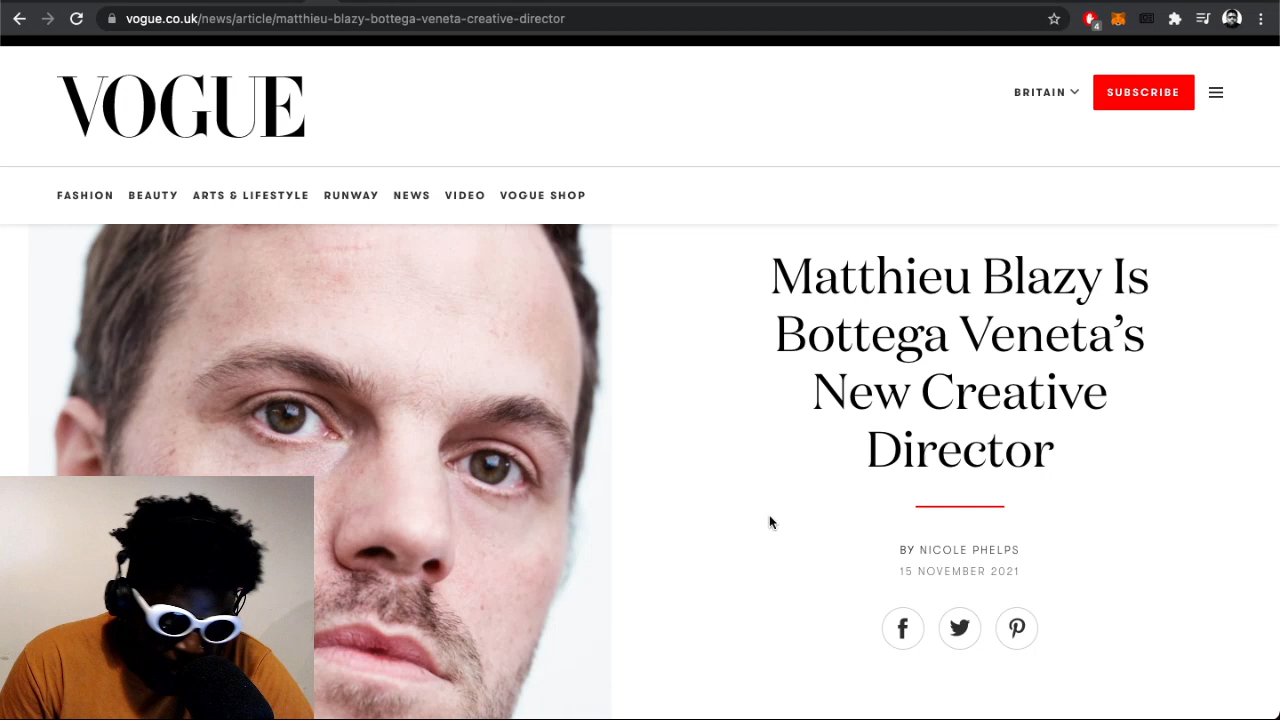 vogue.co.uk/news/article/matthieu-blazy-bottega-veneta-creative-director
4
VOGUE
BRITAIN
SUBSCRIBE
FASHION BEAUTY ARTS & LIFESTYLE RUNWAY NEWS VIDEO VOGUE SHOP
Matthieu Blazy Is
Bottega Veneta’s
New Creative
Director
BY NICOLE PHELPS
15 NOVEMBER 2021